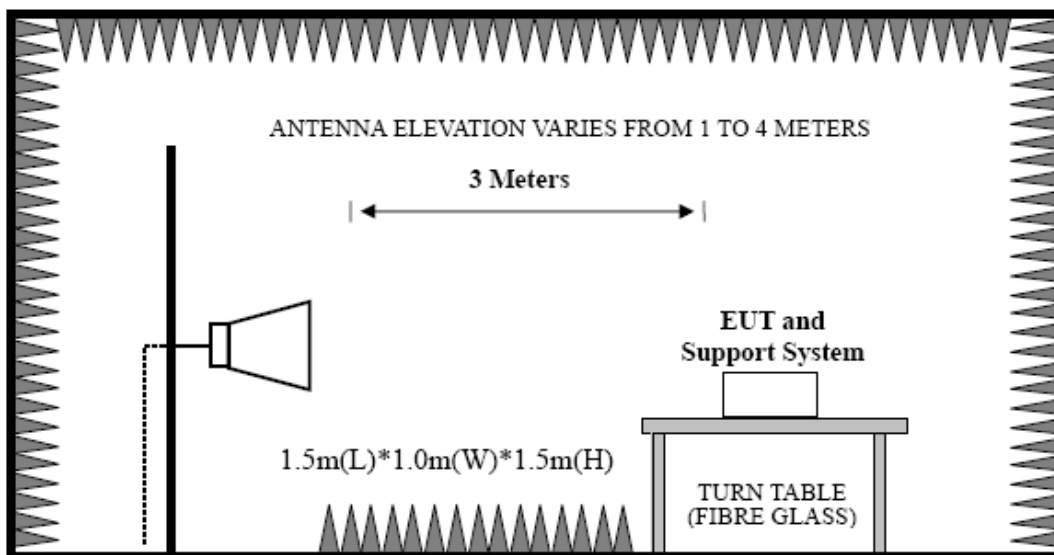 ANTENNA ELEVATION VARIES FROM 1 TO 4 METERS
3 Meters
EUT and
Support System
1.5m(L)*1.0m(W)*1.5m(H)
TURN TABLE
(FIBRE GLASS)